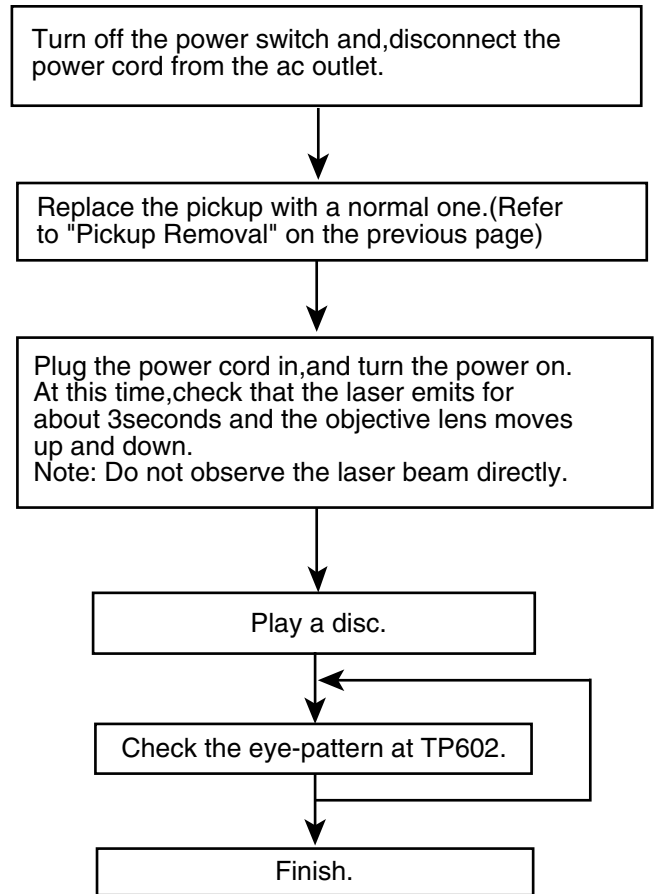 Turn off the power switch and,disconnect the
power cord from the ac outlet.
Replace the pickup with a normal one.(Refer
to "Pickup Removal" on the previous page)
Plug the power cord in,and turn the power on.
At this time,check that the laser emits for
about 3seconds and the objective lens moves
up and down.
Note: Do not observe the laser beam directly.
Play a disc.
Check the eye-pattern at TP602.
Finish.